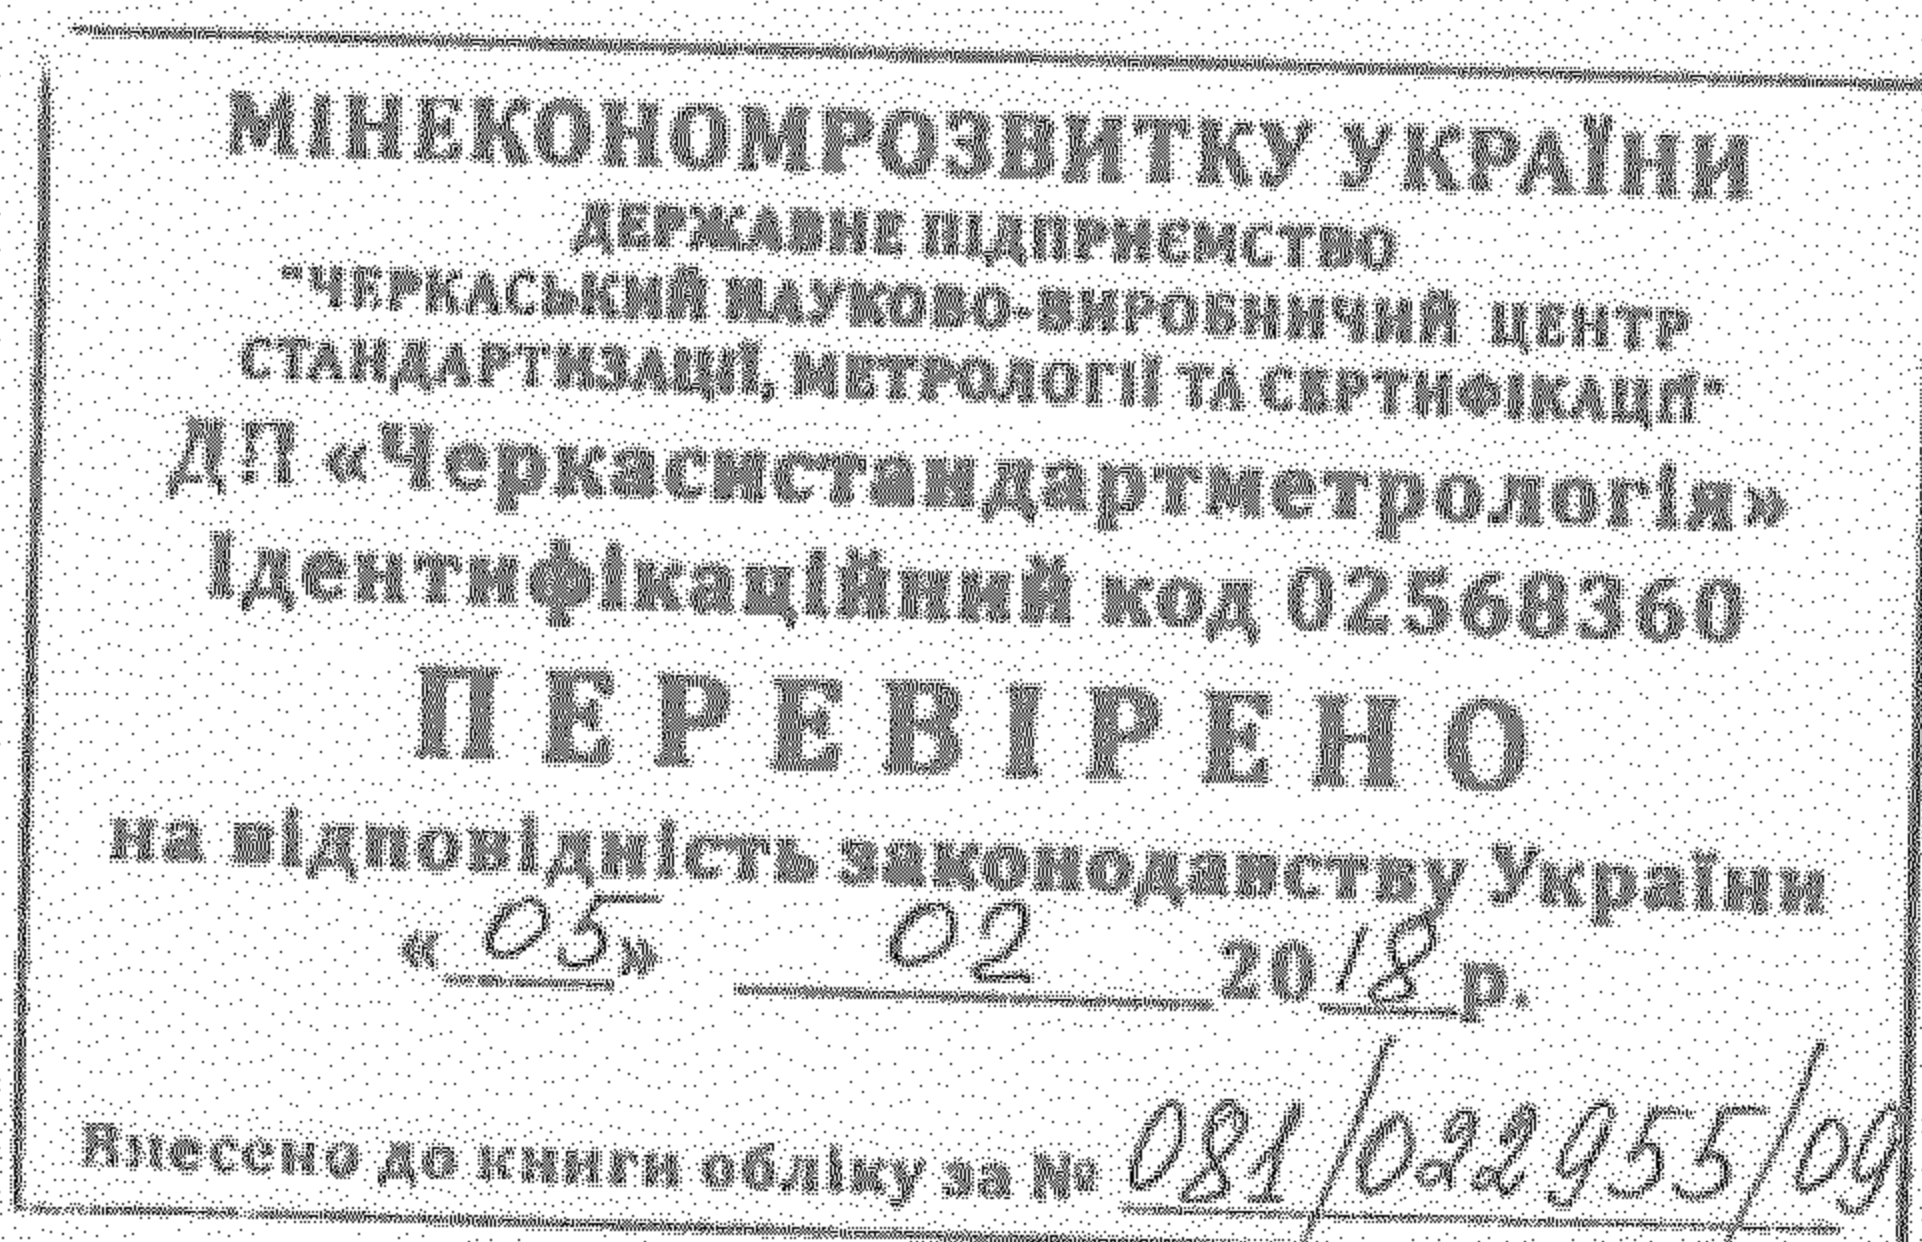 МІНЕКОНОМРОЗВИТКУ УКРАЇНИ
ДЕРЖАВНЕ ПІДПРИЄМСТВО
"ЧЕРКАСЬКИЙ НАУКОВО-ВИРОБНИЧИЙ ЦЕНТР
СТАНДАРТИЗАЦІЇ, МЕТРОЛОГІЇ ТА СЕРТИФІКАЦІЇ"
ДП «Черкасистандартметрологія»
Ідентифікаційний код 02568360
ПЕРЕВІРЕНО
на відповідність законодавству України
«05» 02 2018 р.
Внесено до книги обліку за № 081/022955/09